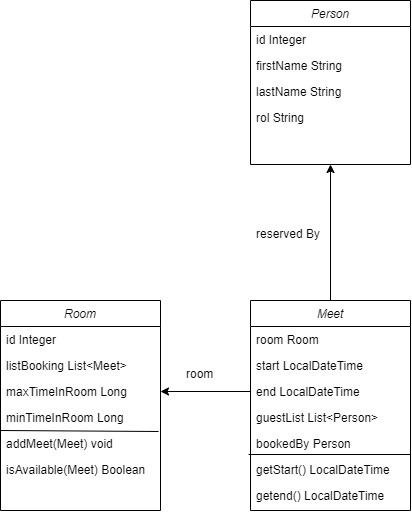 Person
id Integer
firstName String
lastName String
rol String
reserved By
Room
id Integer
listBooking List<Meet>
maxTimeInRoom Long
minTimeInRoom Long
addMeet(Meet) void
isAvailable(Meet) Boolean
room
Meet
room Room
start LocalDateTime
end LocalDateTime
guestList List<Person>
bookedBy Person
getStart() LocalDateTime
getend() LocalDateTime